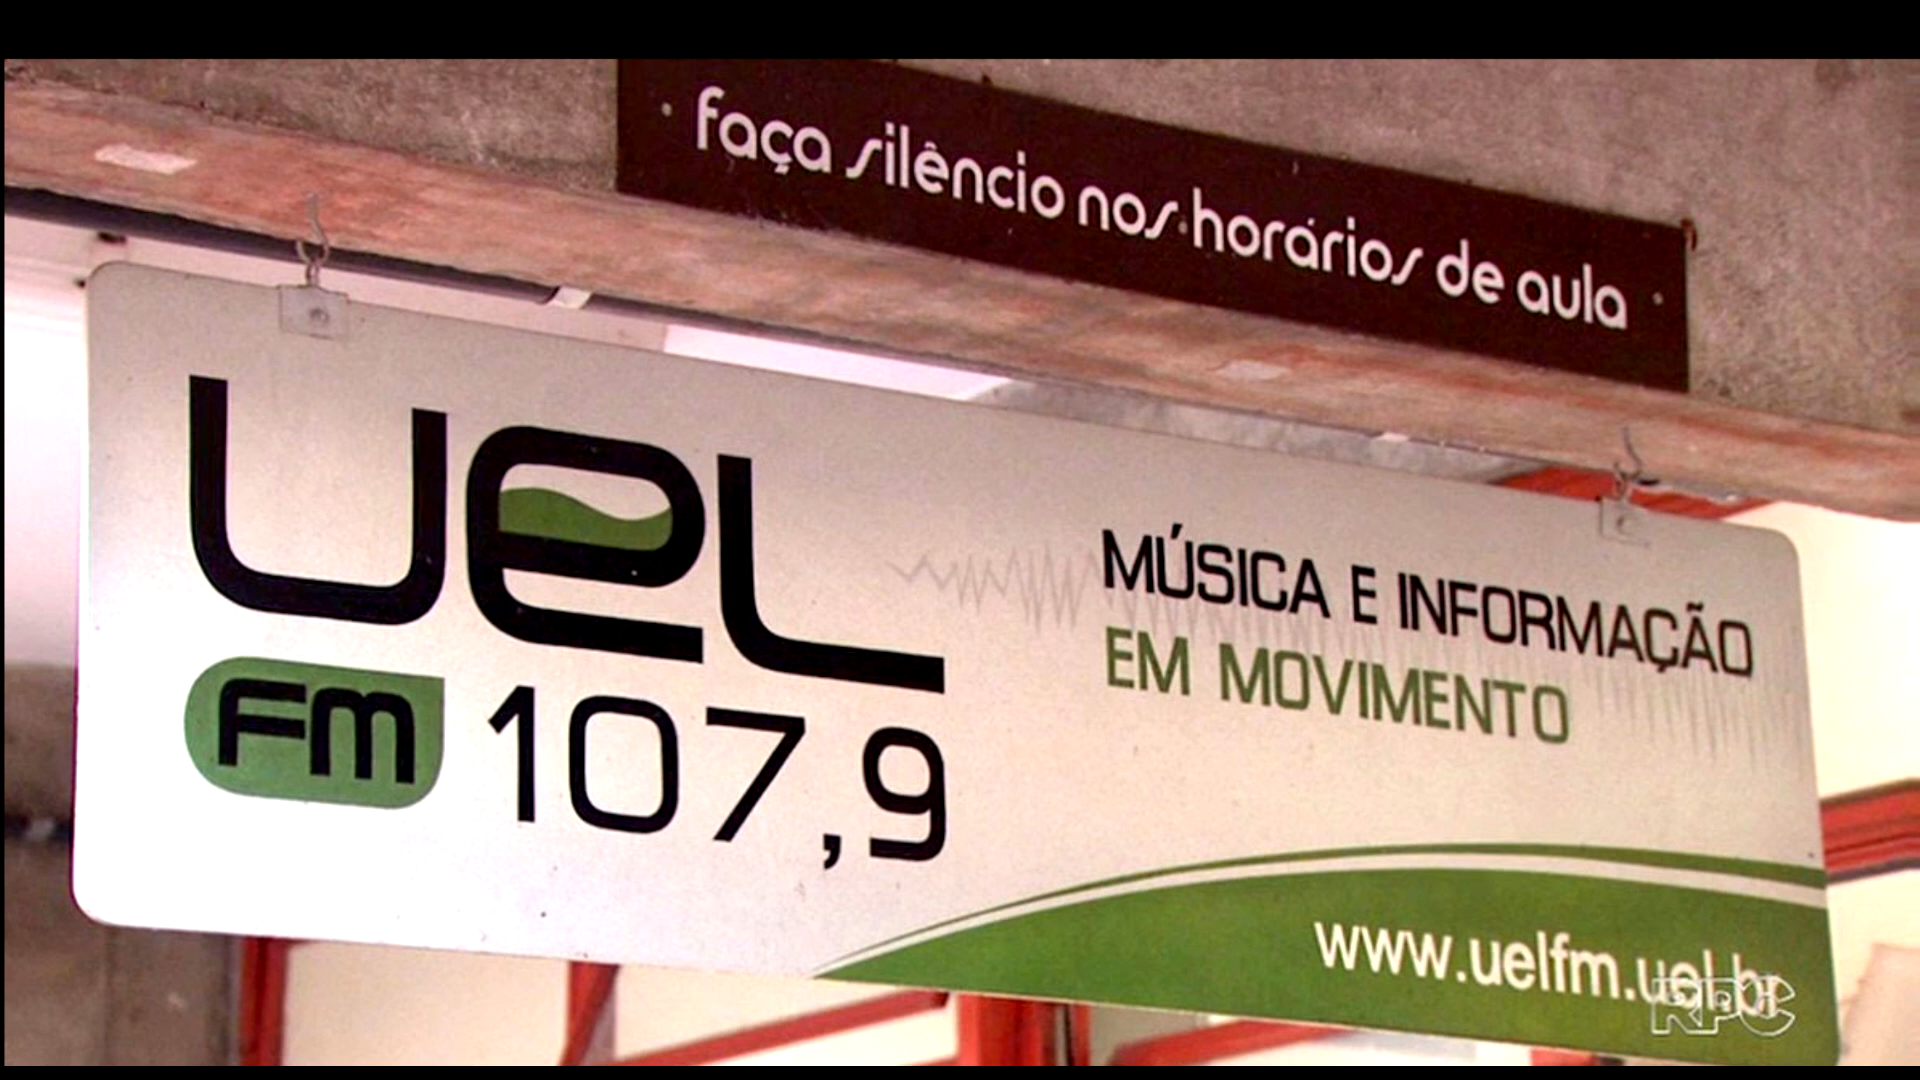 faça silêncio nos horários de aula
uel
FM 107,9
MÚSICA E INFORMAÇÃO
EM MOVIMENTO
www.uelfm.uel.br
RPC